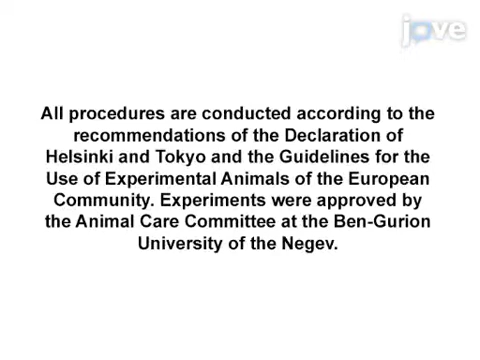 jove
All procedures are conducted according to the
recommendations of the Declaration of
Helsinki and Tokyo and the Guidelines for the
Use of Experimental Animals of the European
Community. Experiments were approved by
the Animal Care Committee at the Ben-Gurion
University of the Negev.